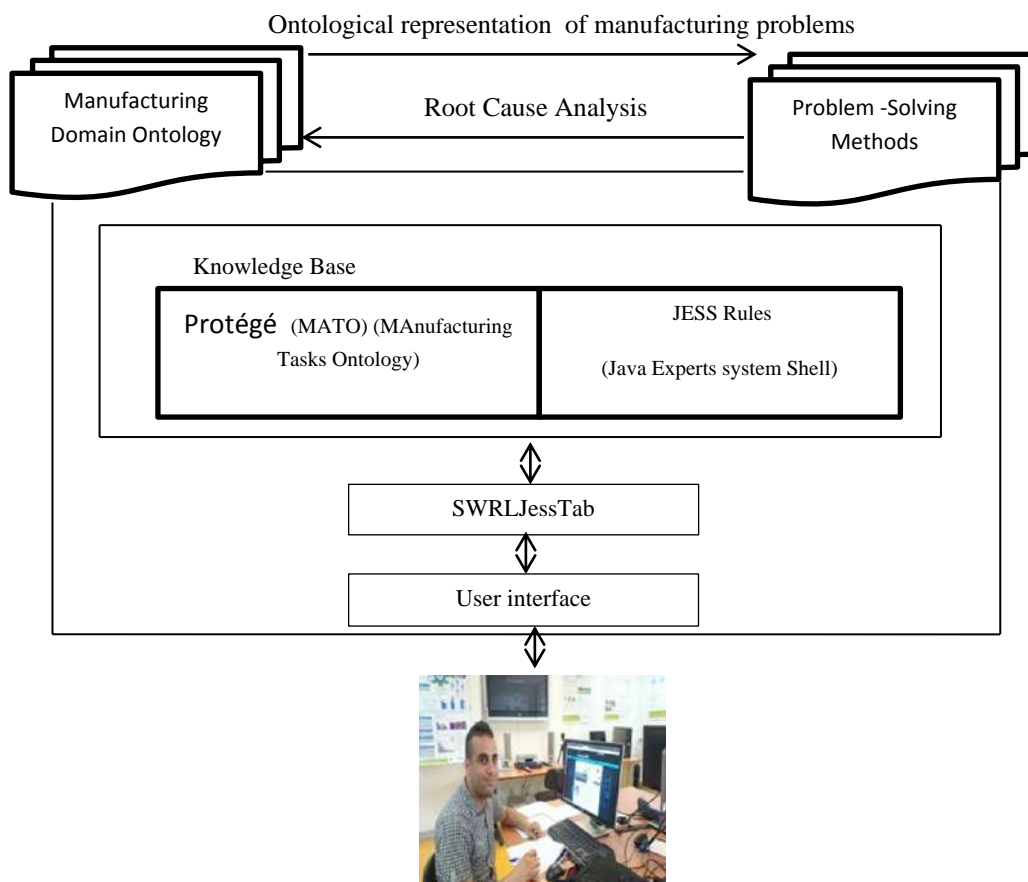 Ontological representation of manufacturing problems
Manufacturing
Domain Ontology
Root Cause Analysis
Problem -Solving
Methods
Knowledge Base
Protégé (MATO) (MAnufacturing
Tasks Ontology)
JESS Rules
(Java Experts system Shell)
SWRLJessTab
User interface